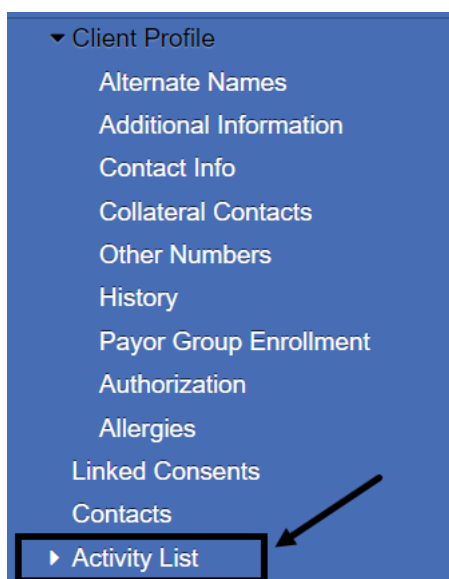 Client Profile
Alternate Names
Additional Information
Contact Info
Collateral Contacts
Other Numbers
History
Payor Group Enrollment
Authorization
Allergies
Linked Consents
Contacts
Activity List